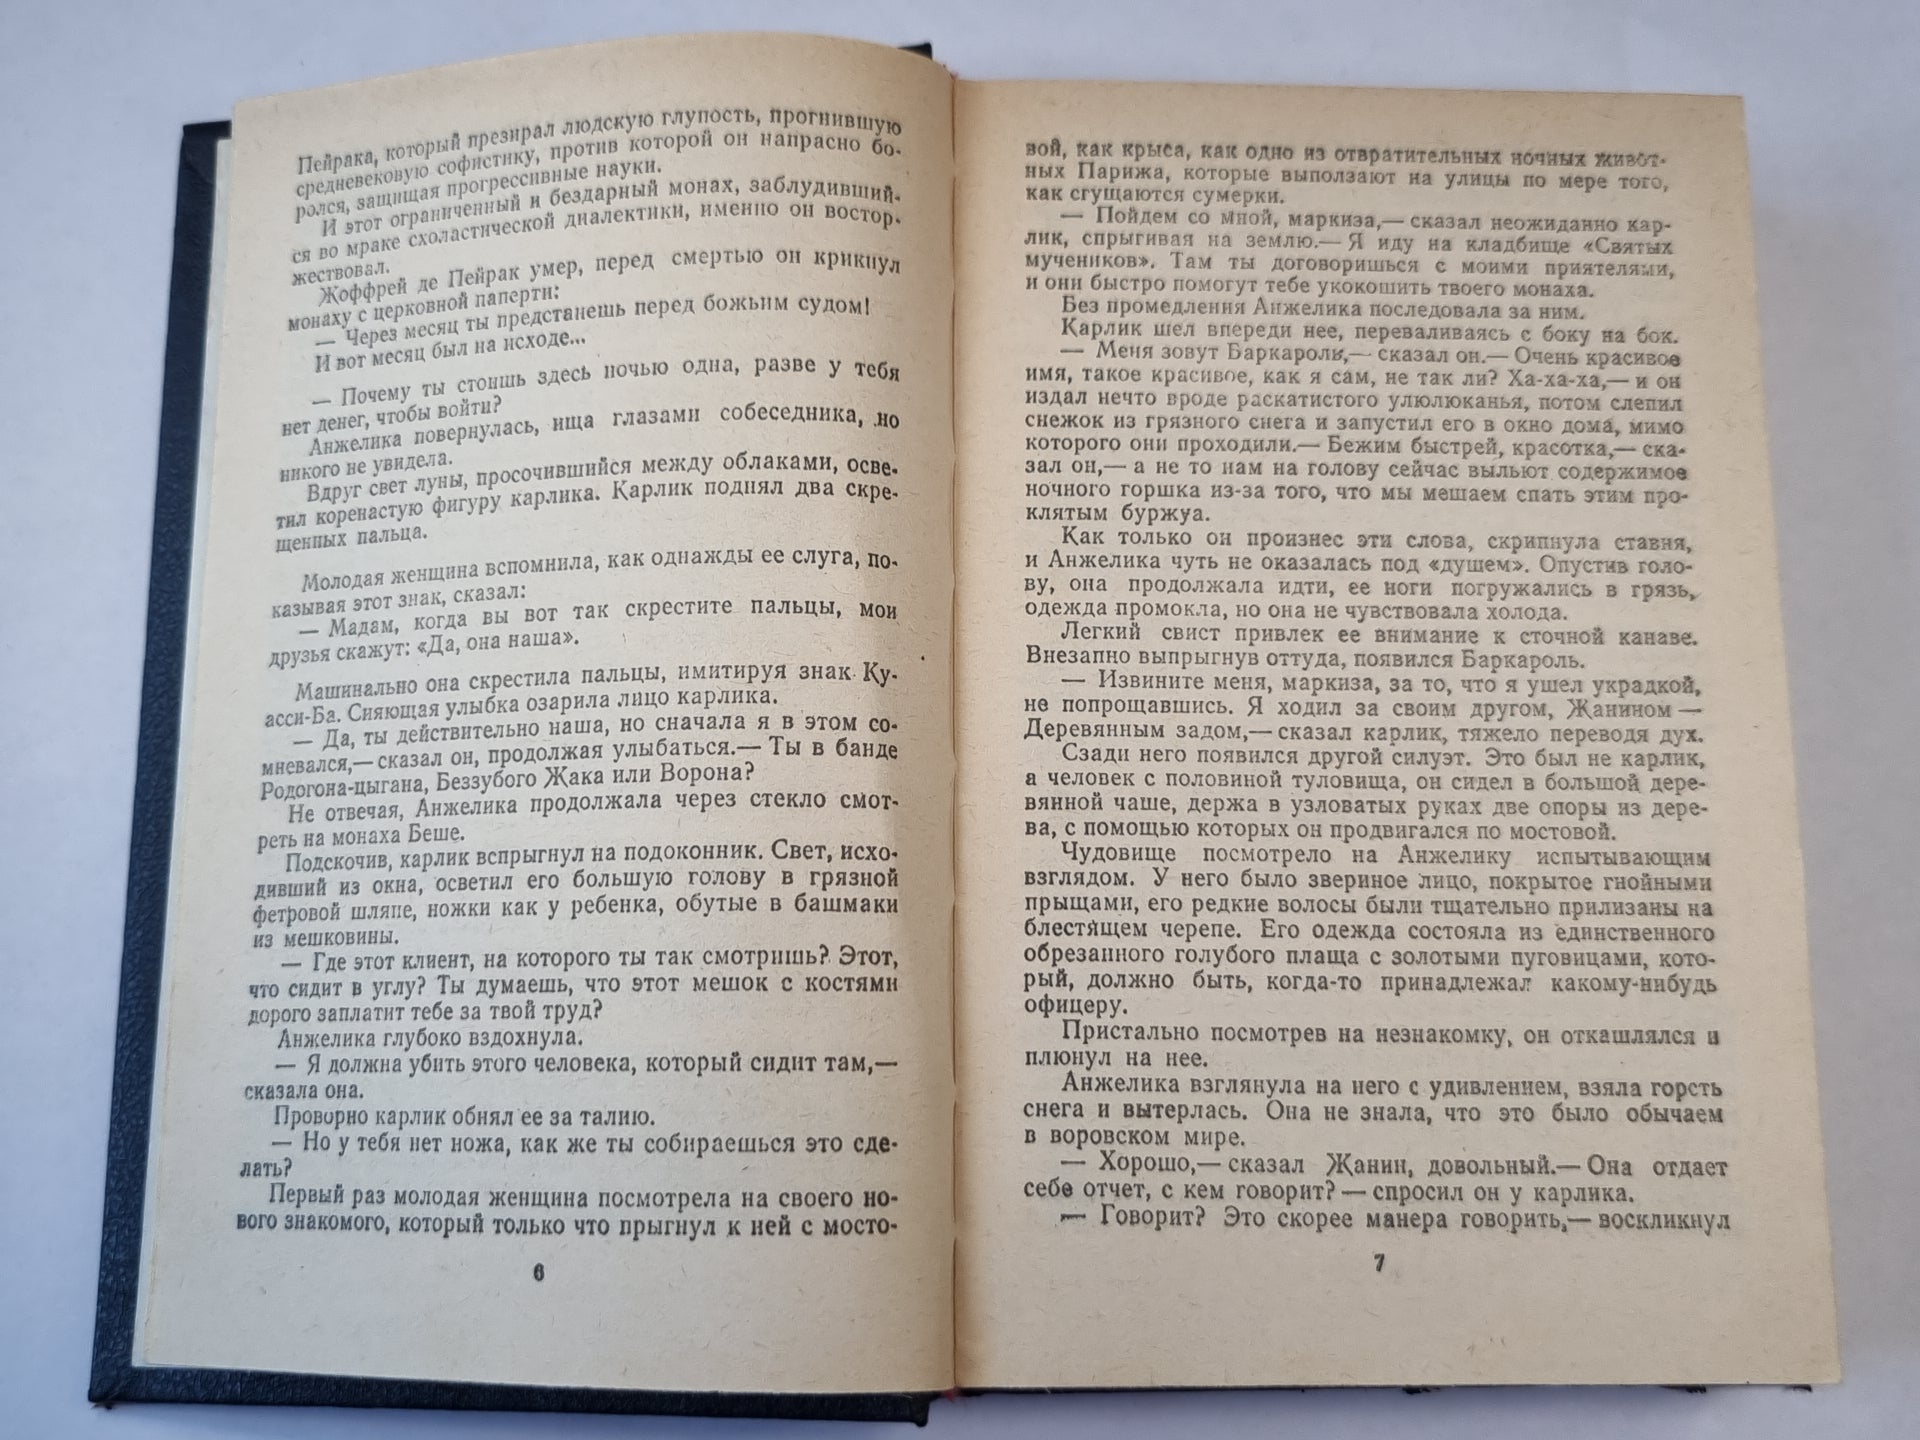 Пейрака, который презирал людскую глупость, прогнившую
средневековую софистику, против которой он напрасно бо-
ролся, защищая прогрессивные науки.
И этот ограниченный и бездарный монах, заблудивший-
ся во мраке схоластической диалектики, именно он востор-
жествовал.
Жоффрей де Пейрак умер, перед смертью он крикнул
монаху с церковной паперти:
— Через месяц ты предстанешь перед божьим судом!
И вот месяц был на исходе...
— Почему ты стоишь здесь ночью одна, разве у тебя
нет денег, чтобы войти?
Анжелика повернулась, ища глазами собеседника, но
никого не увидела.
Вдруг свет луны, просочившийся между облаками, осве-
тил коренастую фигуру карлика. Карлик поднял два скре-
щенных пальца.
Молодая женщина вспомнила, как однажды ее слуга, по-
казывая этот знак, сказал:
— Мадам, когда вы вот так скрестите пальцы, мои
друзья скажут: «Да, она наша».
Машинально она скрестила пальцы, имитируя знак Ку-
асси-Ба. Сияющая улыбка озарила лицо карлика.
— Да, ты действительно наша, но сначала я в этом со-
мневался,— сказал он, продолжая улыбаться.— Ты в банде
Родогона-цыгана, Беззубого Жака или Ворона?
Не отвечая, Анжелика продолжала через стекло смот-
реть на монаха Беше.
Подскочив, карлик вспрыгнул на подоконник. Свет, исхо-
дивший из окна, осветил его большую голову в грязной
фетровой шляпе, ножки как у ребенка, обутые в башмаки
из мешковины.
— Где этот клиент, на которого ты так смотришь? Этот,
что сидит в углу? Ты думаешь, что этот мешок с костями
дорого заплатит тебе за твой труд?
Анжелика глубоко вздохнула.
— Я должна убить этого человека, который сидит там,—
сказала она.
Проворно карлик обнял ее за талию.
— Но у тебя нет ножа, как же ты собираешься это сде-
лать?
Первый раз молодая женщина посмотрела на своего но-
вого знакомого, который только что прыгнул к ней с мосто-
6
вой, как крыса, как одно из отвратительных ночных живот-
ных Парижа, которые выползают на улицы по мере того,
как сгущаются сумерки.
— Пойдем со мной, маркиза,— сказал неожиданно кар-
лик, спрыгивая на землю.— Я иду на кладбище «Святых
мучеников». Там ты договоришься с моими приятелями,
и они быстро помогут тебе укокошить твоего монаха.
Без промедления Анжелика последовала за ним.
Карлик шел впереди нее, переваливаясь с боку на бок.
— Меня зовут Баркароль,— сказал он.— Очень красивое
имя, такое красивое, как я сам, не так ли? Ха-ха-ха,— и он
издал нечто вроде раскатистого улюлюканья, потом слепил
снежок из грязного снега и запустил его в окно дома, мимо
которого они проходили.— Бежим быстрей, красотка,— ска-
зал он,— а не то нам на голову сейчас выльют содержимое
ночного горшка из-за того, что мы мешаем спать этим про-
клятым буржуа.
Как только он произнес эти слова, скрипнула ставня,
и Анжелика чуть не оказалась под «душем». Опустив голо-
ву, она продолжала идти, ее ноги погружались в грязь,
одежда промокла, но она не чувствовала холода.
Легкий свист привлек ее внимание к сточной канаве.
Внезапно выпрыгнув оттуда, появился Баркароль.
— Извините меня, маркиза, за то, что я ушел украдкой,
не попрощавшись. Я ходил за своим другом, Жанином —
Деревянным задом,— сказал карлик, тяжело переводя дух.
Сзади него появился другой силуэт. Это был не карлик,
а человек с половиной туловища, он сидел в большой дере-
вянной чаше, держа в узловатых руках две опоры из дере-
ва, с помощью которых он продвигался по мостовой.
Чудовище посмотрело на Анжелику испытывающим
взглядом. У него было звериное лицо, покрытое гнойными
прыщами, его редкие волосы были тщательно прилизаны на
блестящем черепе. Его одежда состояла из единственного
обрезанного голубого плаща с золотыми пуговицами, кото-
рый, должно быть, когда-то принадлежал какому-нибудь
офицеру.
Пристально посмотрев на незнакомку, он откашлялся и
плюнул на нее.
Анжелика взглянула на него с удивлением, взяла горсть
снега и вытерлась. Она не знала, что это было обычаем
в воровском мире.
— Хорошо,— сказал Жанин, довольный.— Она отдает
себе отчет, с кем говорит? — спросил он у карлика.
— Говорит? Это скорее манера говорить,— воскликнул
7